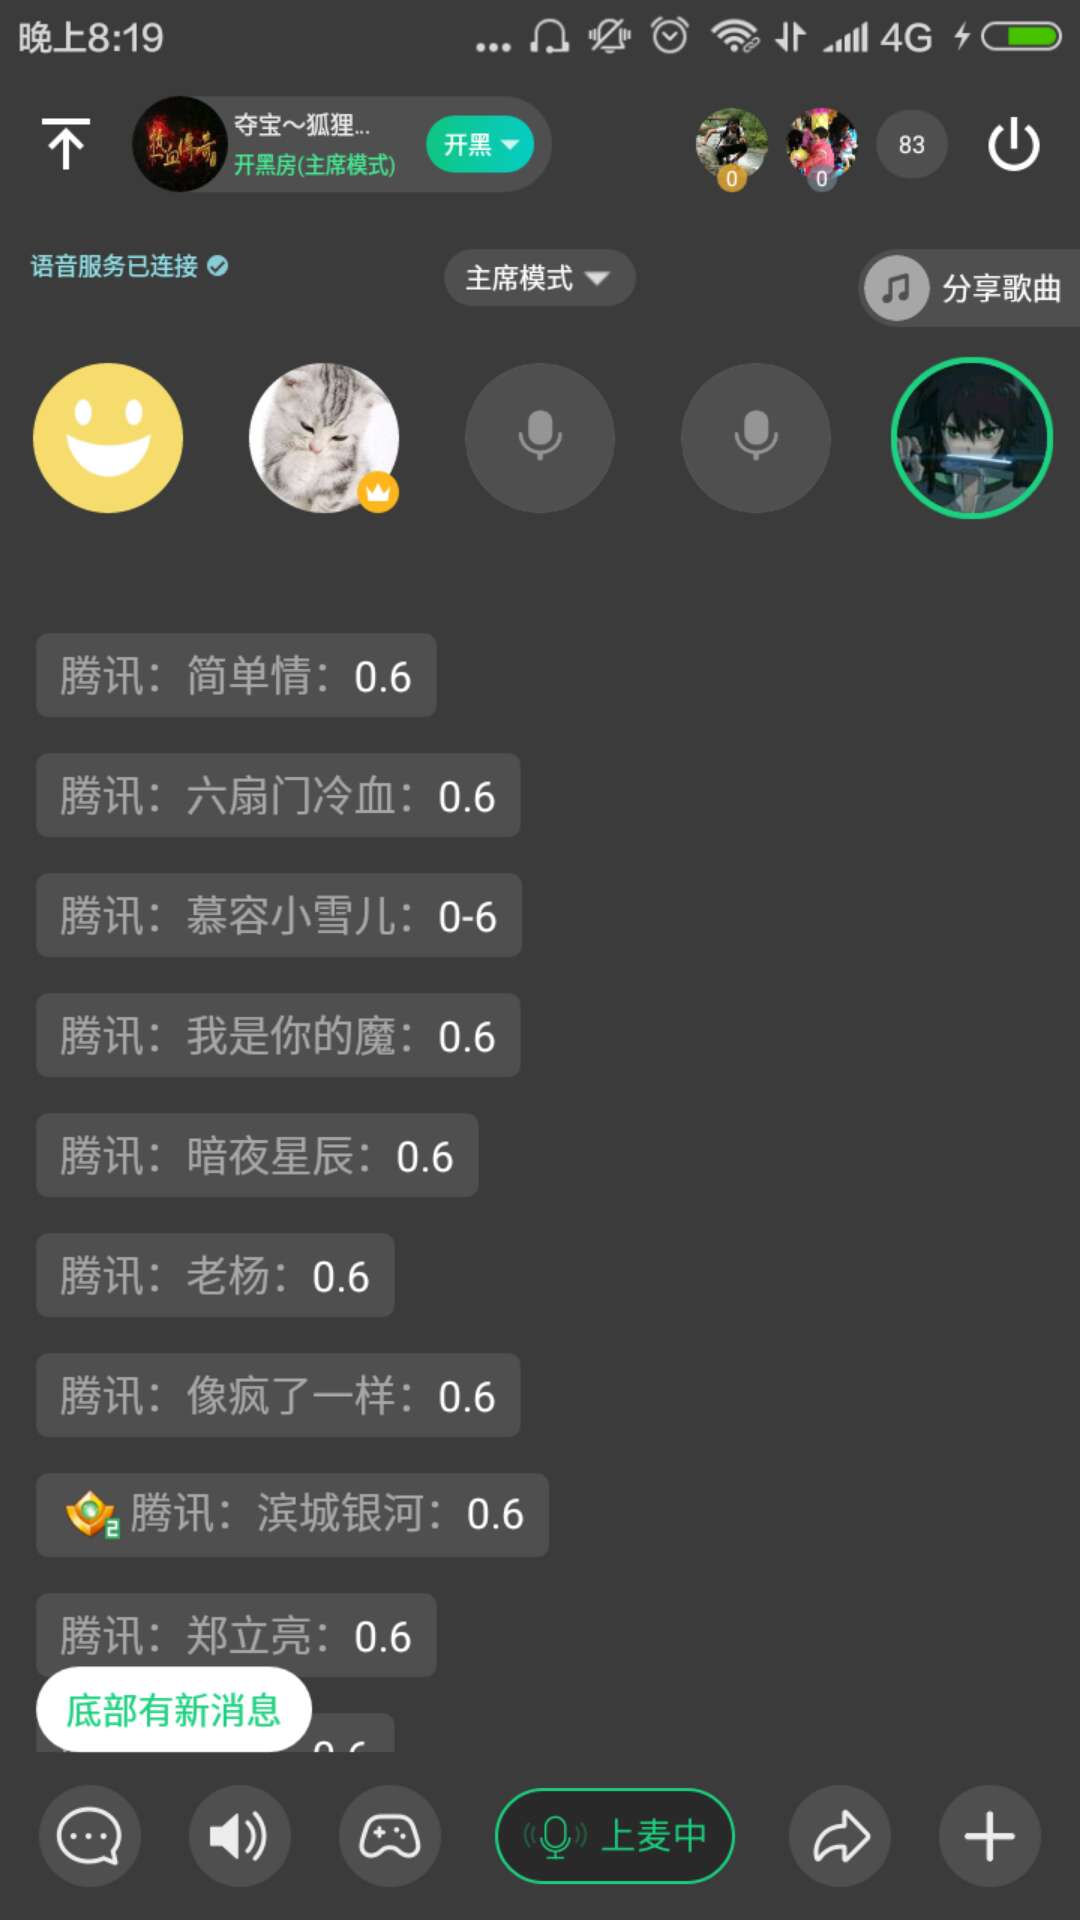 晚上8:19
4G
热血传奇
夺宝～狐狸...
开黑房(主席模式)
开黑
0
0
83
语音服务已连接
主席模式
分享歌曲
腾讯：简单情：0.6
腾讯：六扇门冷血：0.6
腾讯：慕容小雪儿：0-6
腾讯：我是你的魔：0.6
腾讯：暗夜星辰：0.6
腾讯：老杨：0.6
腾讯：像疯了一样：0.6
2 腾讯：滨城银河：0.6
腾讯：郑立亮：0.6
底部有新消息
上麦中